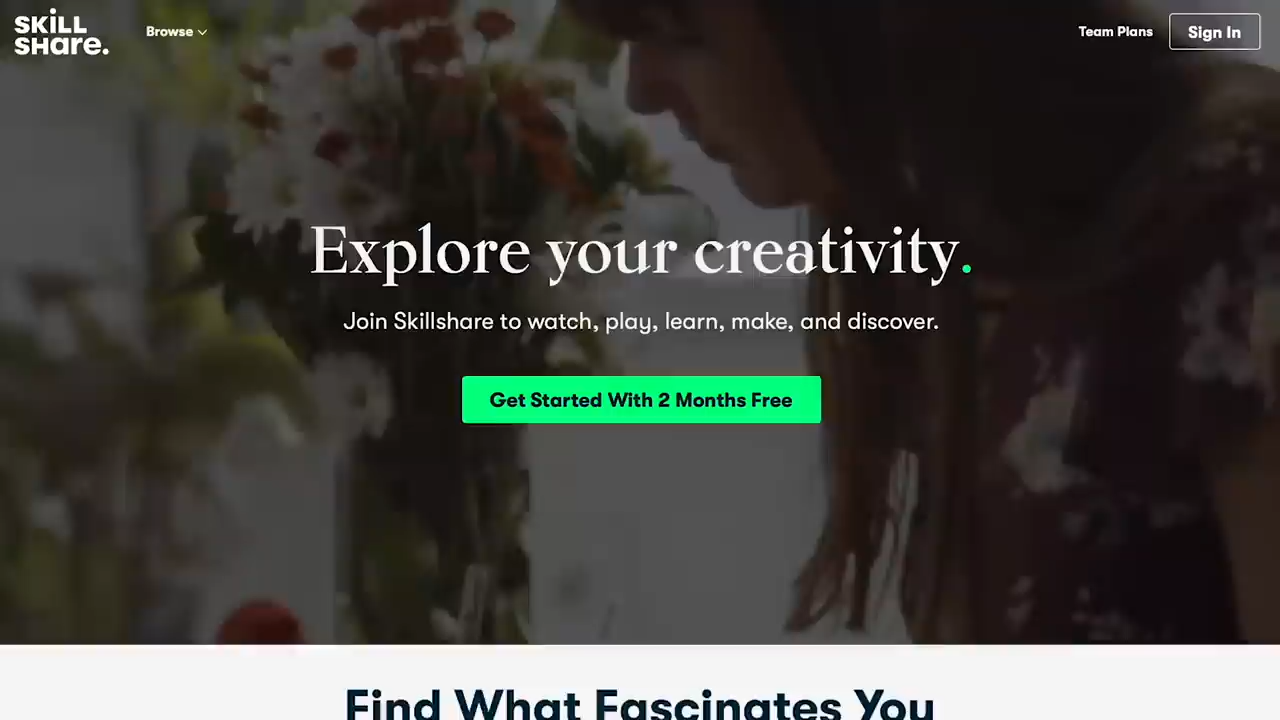 SKiLL
SHare.
Browse
Team Plans
Sign In
Explore your creativity.
Join Skillshare to watch, play, learn, make, and discover.
Get Started With 2 Months Free
Find What Fascinates You